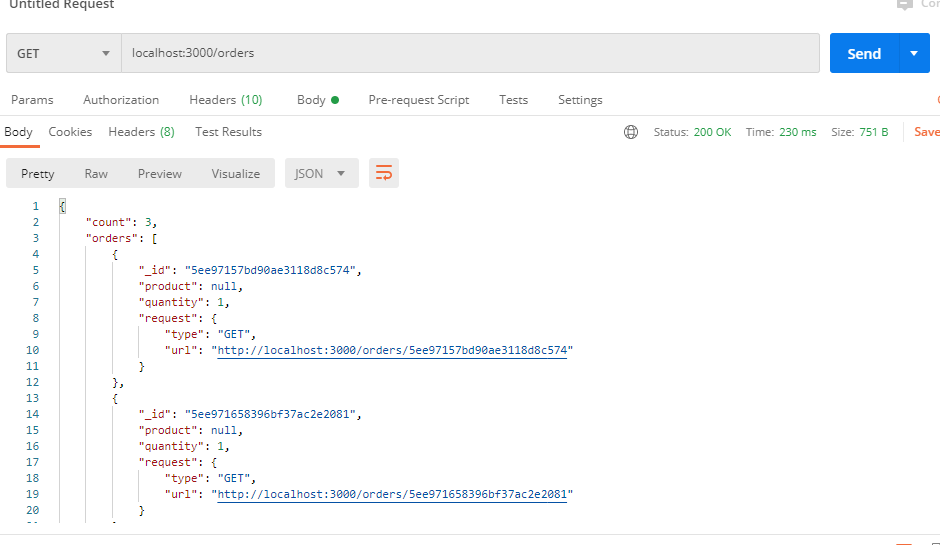 Untitled Request
GET localhost:3000/orders Send
Params Authorization Headers (10) Body Pre-request Script Tests Settings
Body Cookies Headers (8) Test Results Status: 200 OK Time: 230 ms Size: 751 B Save
Pretty Raw Preview Visualize JSON
1 {
2 "count": 3,
3 "orders": [
4 {
5 "_id": "5ee97157bd90ae3118d8c574",
6 "product": null,
7 "quantity": 1,
8 "request": {
9 "type": "GET",
10 "url": "http://localhost:3000/orders/5ee97157bd90ae3118d8c574"
11 }
12 },
13 {
14 "_id": "5ee971658396bf37ac2e2081",
15 "product": null,
16 "quantity": 1,
17 "request": {
18 "type": "GET",
19 "url": "http://localhost:3000/orders/5ee971658396bf37ac2e2081"
20 }